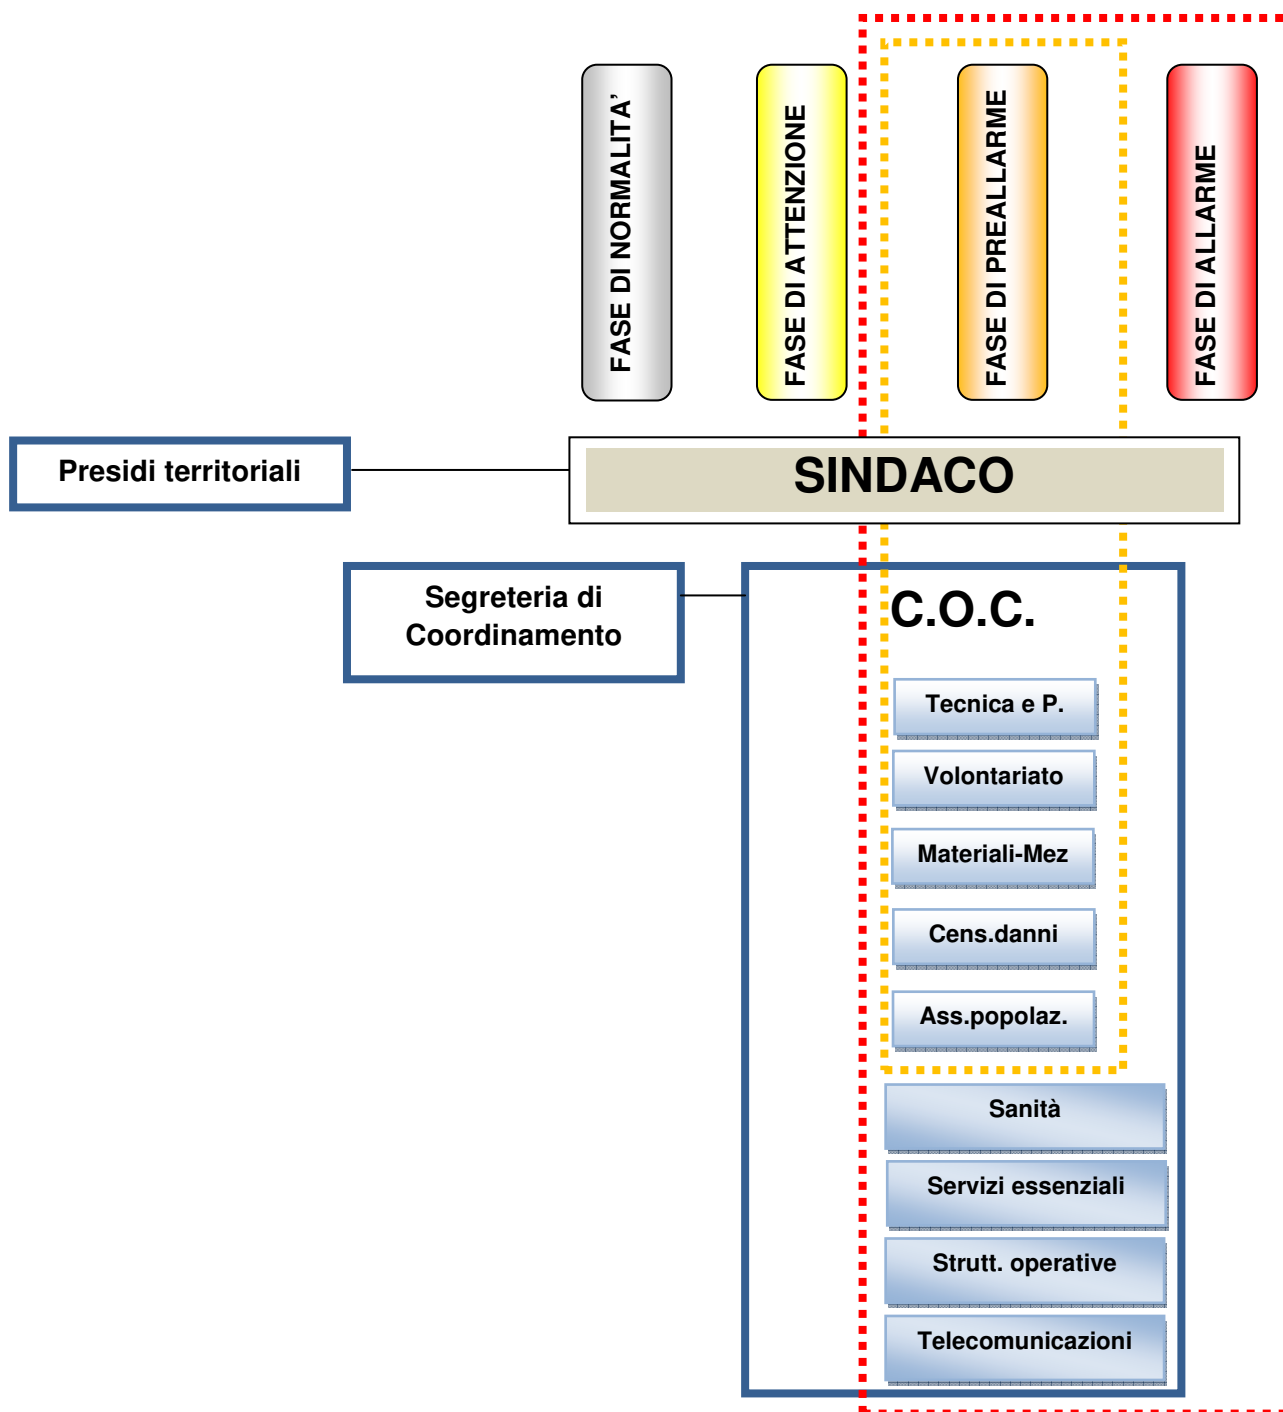 FASE DI NORMALITA’
FASE DI ATTENZIONE
FASE DI PREALLARME
FASE DI ALLARME
Presidi territoriali
SINDACO
Segreteria di
Coordinamento
C.O.C.
Tecnica e P.
Volontariato
Materiali-Mez
Cens.danni
Ass.popolaz.
Sanità
Servizi essenziali
Strutt. operative
Telecomunicazioni